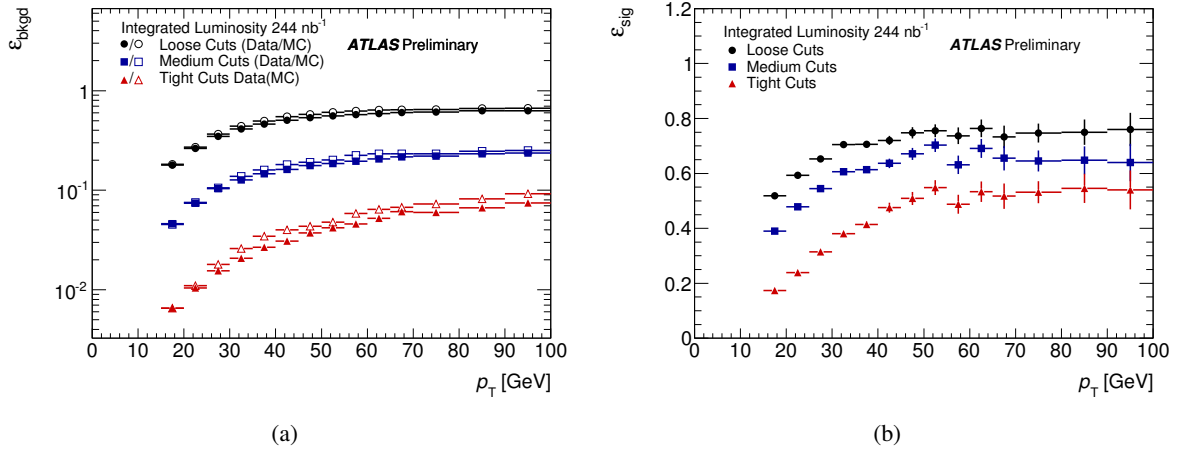 Integrated Luminosity 244 nb⁻¹
●/○ Loose Cuts (Data/MC)
■/□ Medium Cuts (Data/MC)
▲/△ Tight Cuts Data(MC)
ATLAS Preliminary
ε_bkgd
1
10⁻¹
10⁻²
0 10 20 30 40 50 60 70 80 90 100
p_T [GeV]
(a)
Integrated Luminosity 244 nb⁻¹
● Loose Cuts
■ Medium Cuts
▲ Tight Cuts
ATLAS Preliminary
ε_sig
1.2
1
0.8
0.6
0.4
0.2
0
0 10 20 30 40 50 60 70 80 90 100
p_T [GeV]
(b)